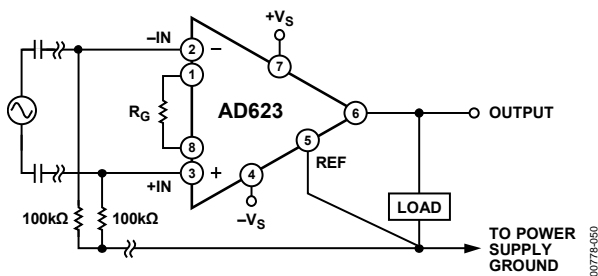 +VS
–IN
2
–
7
1
RG
AD623
6
OUTPUT
5
8
REF
3
+
4
+IN
–VS
LOAD
100kΩ
100kΩ
TO POWER
SUPPLY
GROUND
00778-050